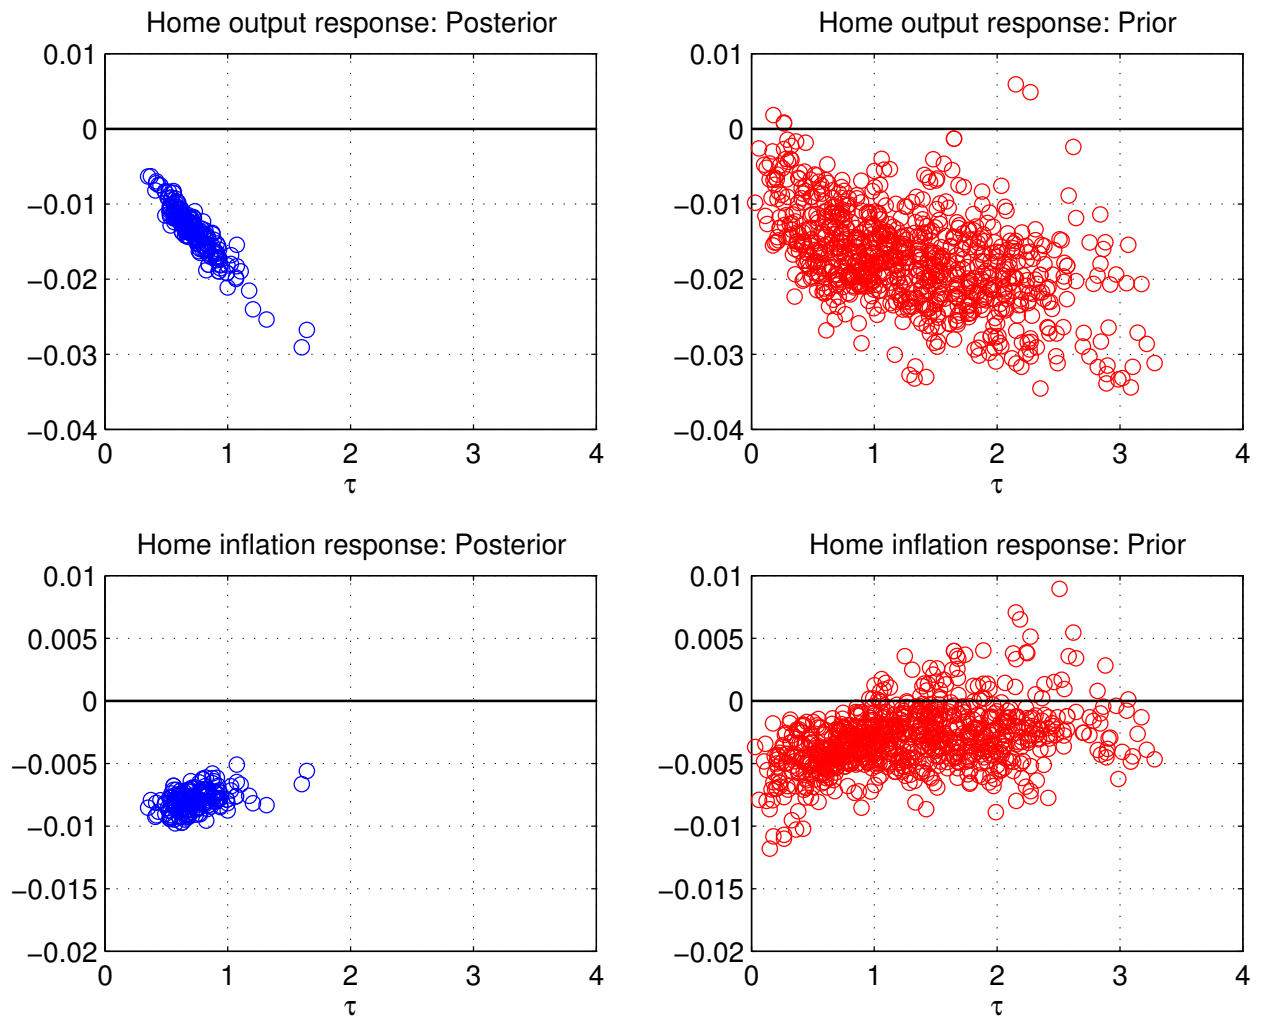 Home output response: Posterior
0.01
0
−0.01
−0.02
−0.03
−0.04
0 1 2 3 4
τ
Home output response: Prior
0.01
0
−0.01
−0.02
−0.03
−0.04
0 1 2 3 4
τ
Home inflation response: Posterior
0.01
0.005
0
−0.005
−0.01
−0.015
−0.02
0 1 2 3 4
τ
Home inflation response: Prior
0.01
0.005
0
−0.005
−0.01
−0.015
−0.02
0 1 2 3 4
τ